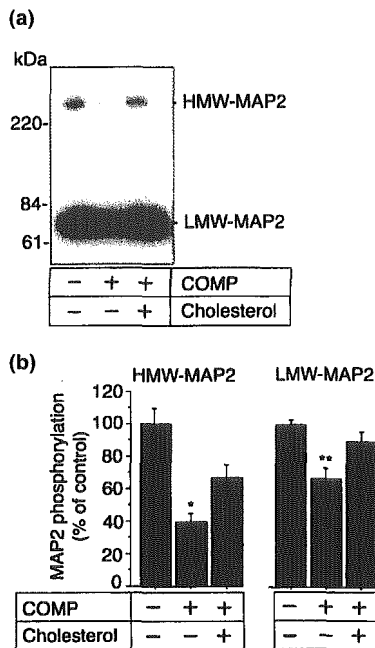 (a)
kDa
HMW-MAP2
220-
84-
LMW-MAP2
61-
− + + COMP
− − + Cholesterol
(b)
HMW-MAP2 LMW-MAP2
MAP2 phosphorylation
(% of control)
120
100
80
60
40
20
0
*
**
COMP − + + − + +
Cholesterol − − + − − +